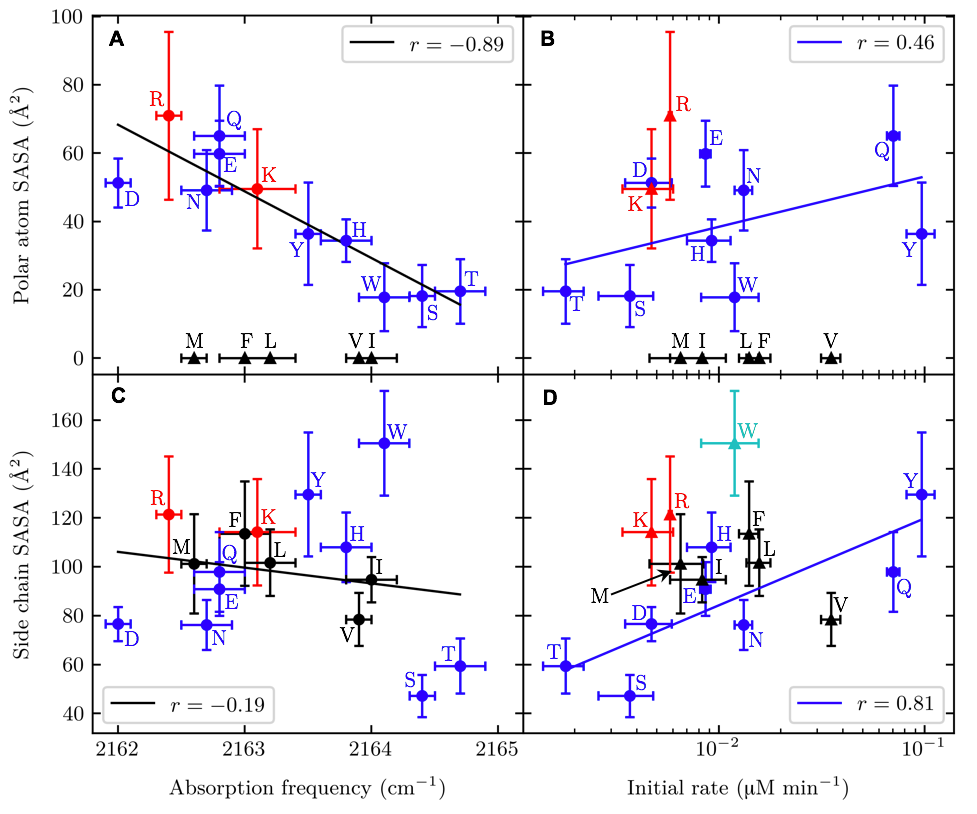 A
r = −0.89
R
Q
E
K
D
N
Y
H
W
T
S
M
F
L
V
I
100
80
60
40
20
0
Polar atom SASA (Å²)
B
r = 0.46
R
E
Q
D
K
N
H
Y
T
S
W
M
I
L
F
V
C
W
Y
R
F
K
H
M
Q
L
I
E
D
N
V
T
S
r = −0.19
160
140
120
100
80
60
40
Side chain SASA (Å²)
2162
2163
2164
2165
Absorption frequency (cm⁻¹)
D
W
Y
R
K
F
H
L
I
M
E
Q
D
N
V
T
S
r = 0.81
10⁻²
10⁻¹
Initial rate (µM min⁻¹)